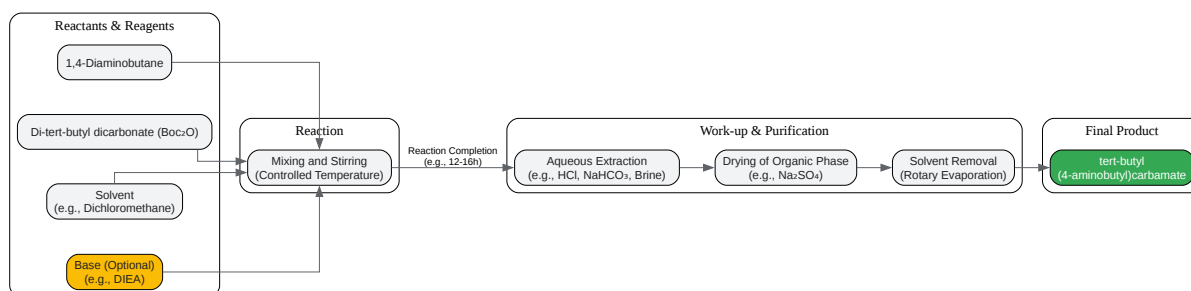 Reactants & Reagents
1,4-Diaminobutane
Di-tert-butyl dicarbonate (Boc₂O)
Solvent
(e.g., Dichloromethane)
Base (Optional)
(e.g., DIEA)
Reaction
Mixing and Stirring
(Controlled Temperature)
Reaction Completion
(e.g., 12-16h)
Work-up & Purification
Aqueous Extraction
(e.g., HCl, NaHCO₃, Brine)
Drying of Organic Phase
(e.g., Na₂SO₄)
Solvent Removal
(Rotary Evaporation)
Final Product
tert-butyl
(4-aminobutyl)carbamate